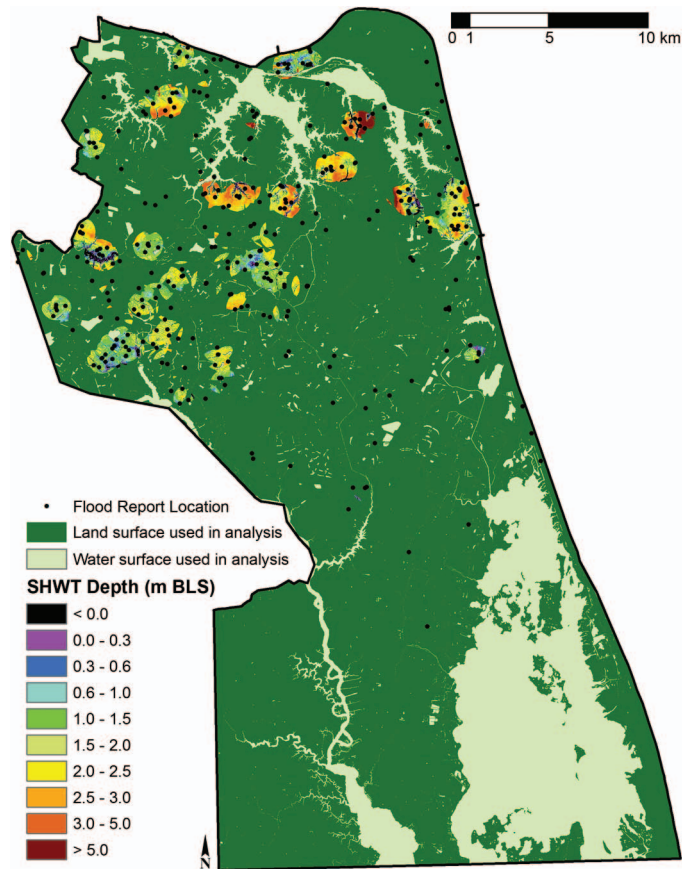 0 1 5 10 km
Flood Report Location
Land surface used in analysis
Water surface used in analysis
SHWT Depth (m BLS)
< 0.0
0.0 - 0.3
0.3 - 0.6
0.6 - 1.0
1.0 - 1.5
1.5 - 2.0
2.0 - 2.5
2.5 - 3.0
3.0 - 5.0
> 5.0
N